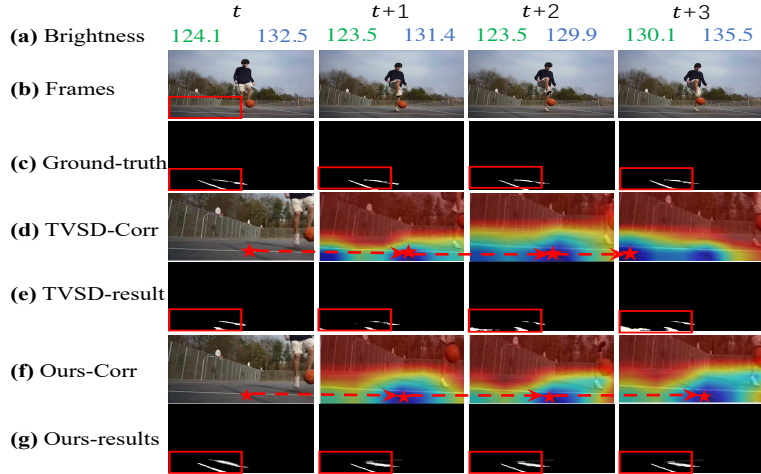 t t+1 t+2 t+3
(a) Brightness 124.1 132.5 123.5 131.4 123.5 129.9 130.1 135.5
(b) Frames
(c) Ground-truth
(d) TVSD-Corr
(e) TVSD-result
(f) Ours-Corr
(g) Ours-results